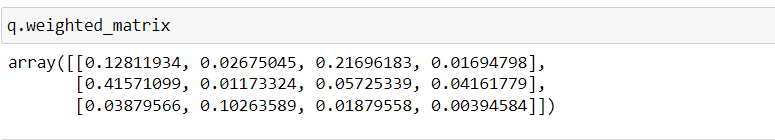 q.weighted_matrix
array([[0.12811934, 0.02675045, 0.21696183, 0.01694798],
[0.41571099, 0.01173324, 0.05725339, 0.04161779],
[0.03879566, 0.10263589, 0.01879558, 0.00394584]])